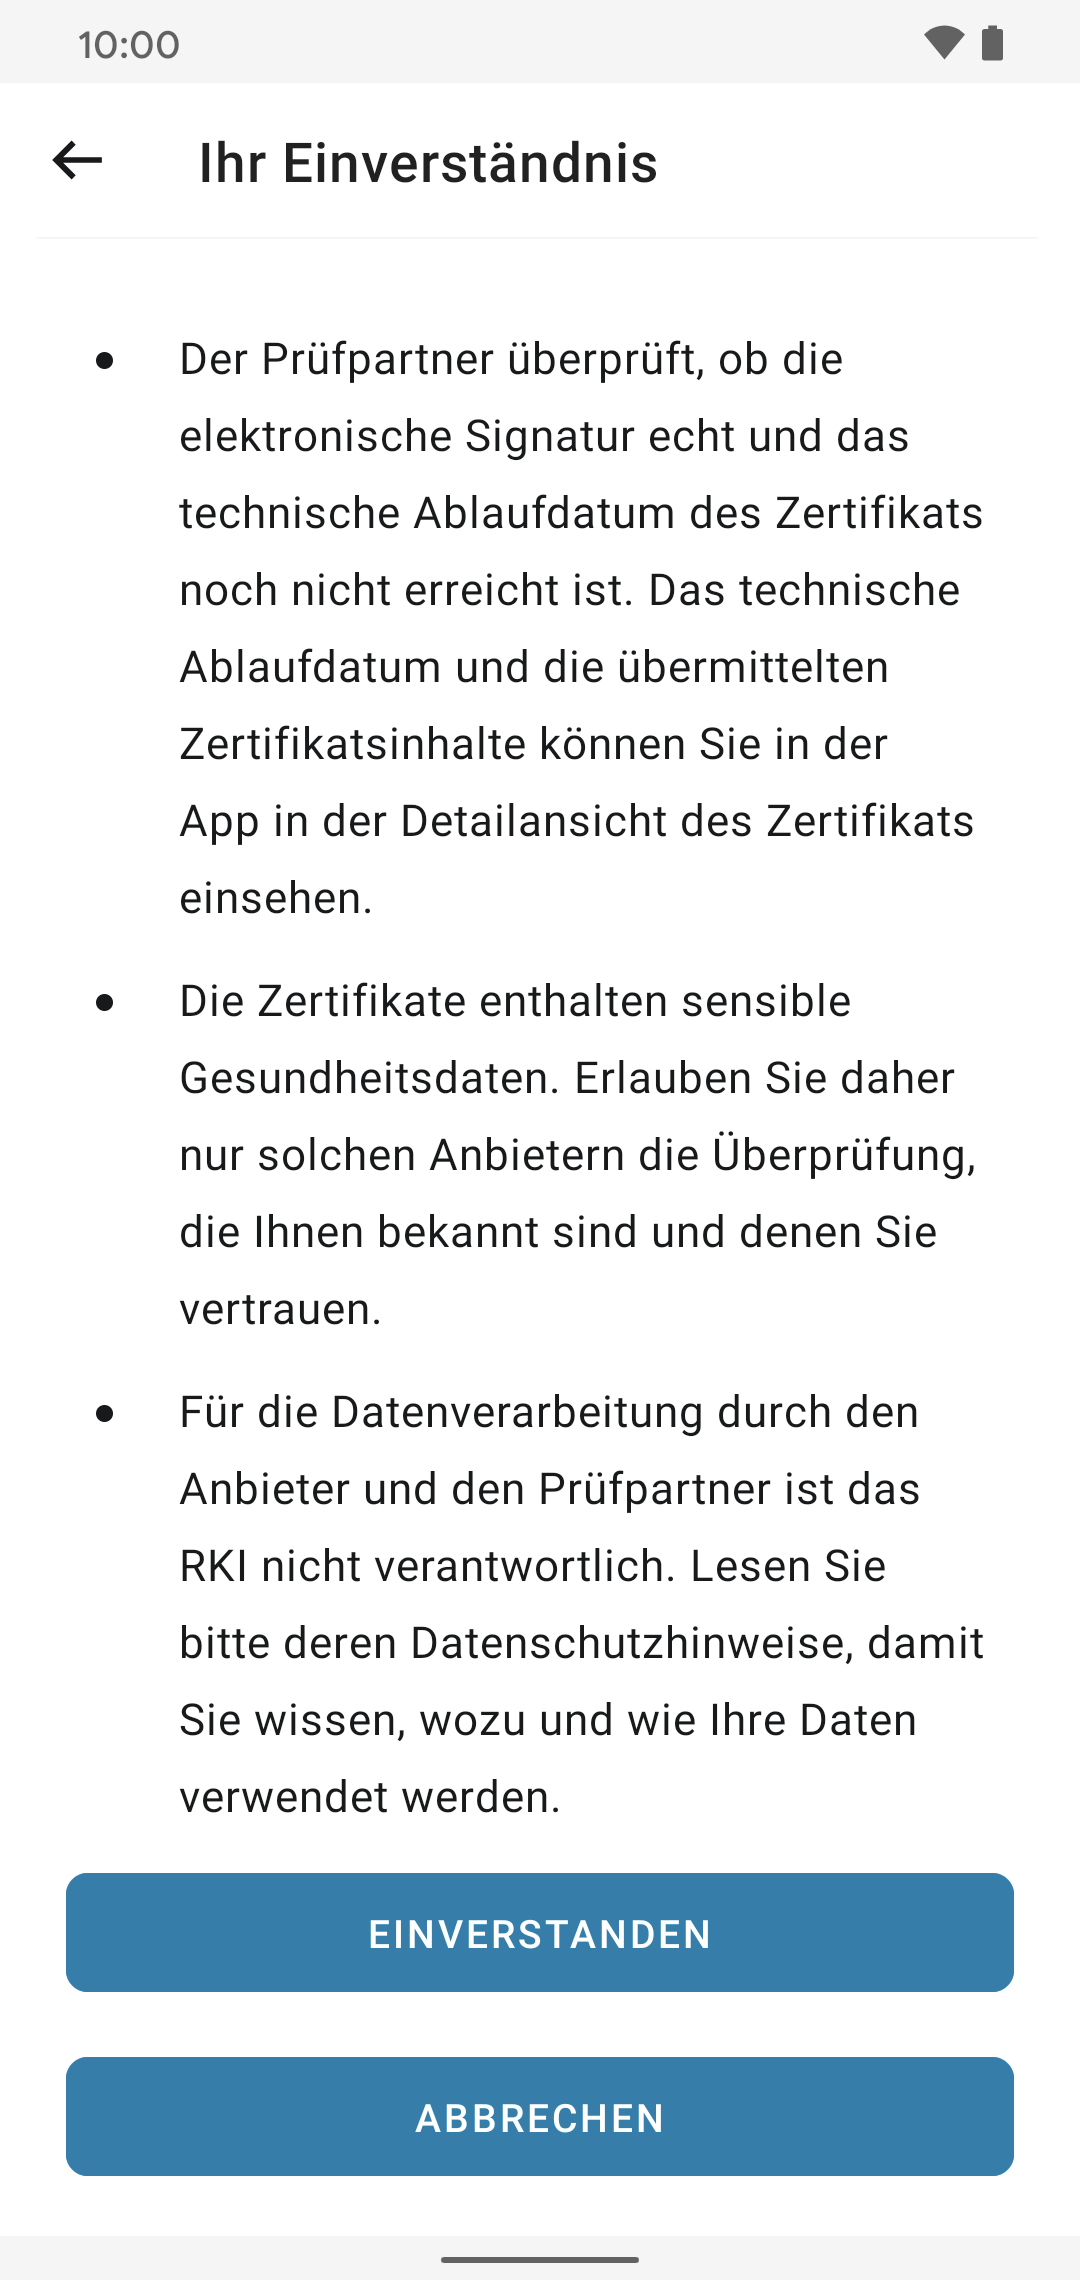 10:00
Ihr Einverständnis
Der Prüfpartner überprüft, ob die
elektronische Signatur echt und das
technische Ablaufdatum des Zertifikats
noch nicht erreicht ist. Das technische
Ablaufdatum und die übermittelten
Zertifikatsinhalte können Sie in der
App in der Detailansicht des Zertifikats
einsehen.
Die Zertifikate enthalten sensible
Gesundheitsdaten. Erlauben Sie daher
nur solchen Anbietern die Überprüfung,
die Ihnen bekannt sind und denen Sie
vertrauen.
Für die Datenverarbeitung durch den
Anbieter und den Prüfpartner ist das
RKI nicht verantwortlich. Lesen Sie
bitte deren Datenschutzhinweise, damit
Sie wissen, wozu und wie Ihre Daten
verwendet werden.
EINVERSTANDEN
ABBRECHEN